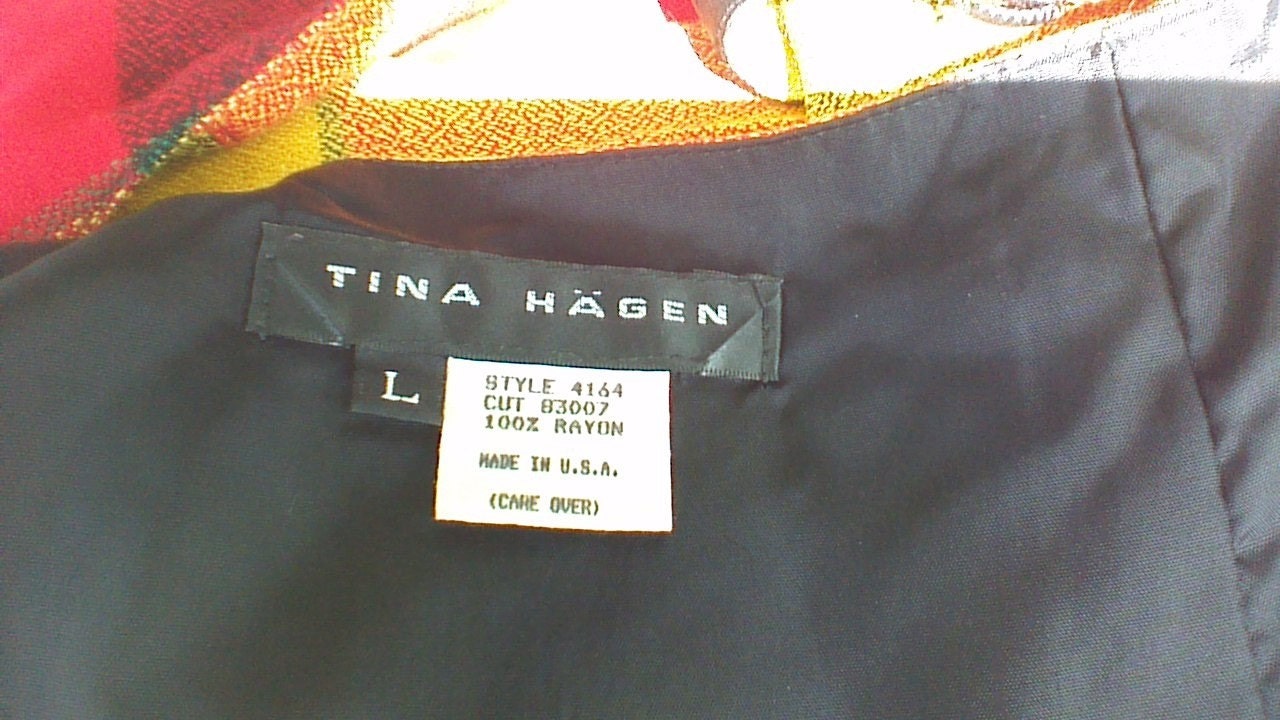 TINA HÄGEN
L
STYLE 4164
CUT 83007
100% RAYON
MADE IN U.S.A.
(CARE OVER)